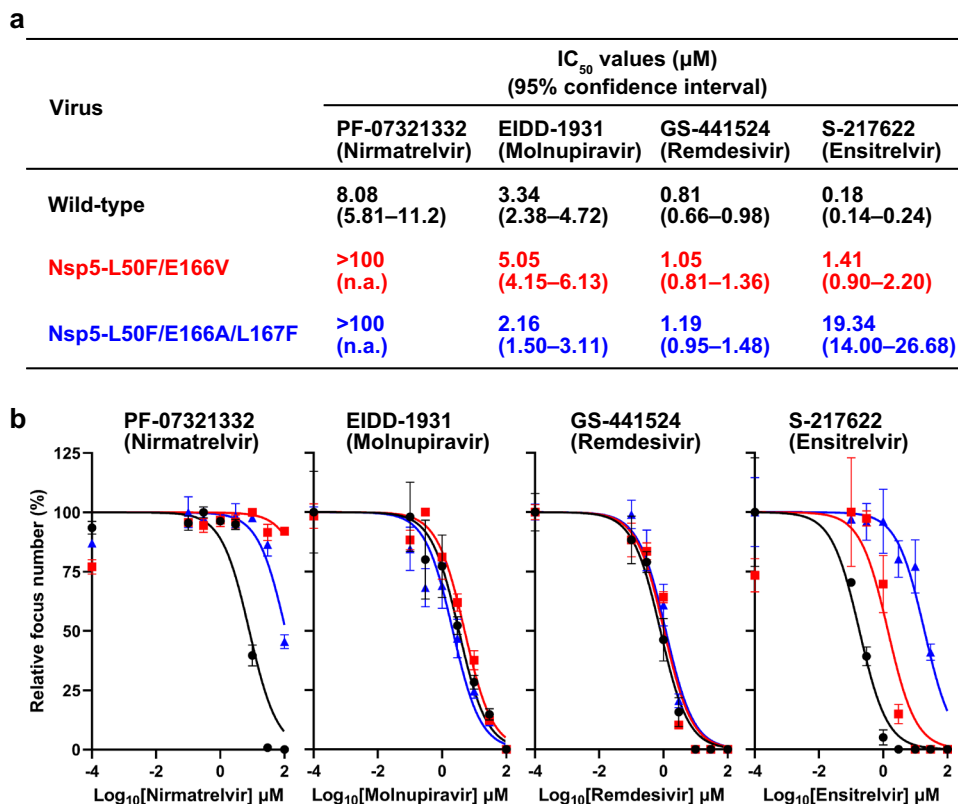 a
IC50 values (µM)
(95% confidence interval)
Virus
PF-07321332 EIDD-1931 GS-441524 S-217622
(Nirmatrelvir) (Molnupiravir) (Remdesivir) (Ensitrelvir)
Wild-type
8.08 3.34 0.81 0.18
(5.81–11.2) (2.38–4.72) (0.66–0.98) (0.14–0.24)
Nsp5-L50F/E166V
>100 5.05 1.05 1.41
(n.a.) (4.15–6.13) (0.81–1.36) (0.90–2.20)
Nsp5-L50F/E166A/L167F
>100 2.16 1.19 19.34
(n.a.) (1.50–3.11) (0.95–1.48) (14.00–26.68)
b
PF-07321332 EIDD-1931 GS-441524 S-217622
(Nirmatrelvir) (Molnupiravir) (Remdesivir) (Ensitrelvir)
Relative focus number (%)
125
100
75
50
25
0
-4 -2 0 2 -4 -2 0 2 -4 -2 0 2 -4 -2 0 2
Log10[Nirmatrelvir] µM Log10[Molnupiravir] µM Log10[Remdesivir] µM Log10[Ensitrelvir] µM